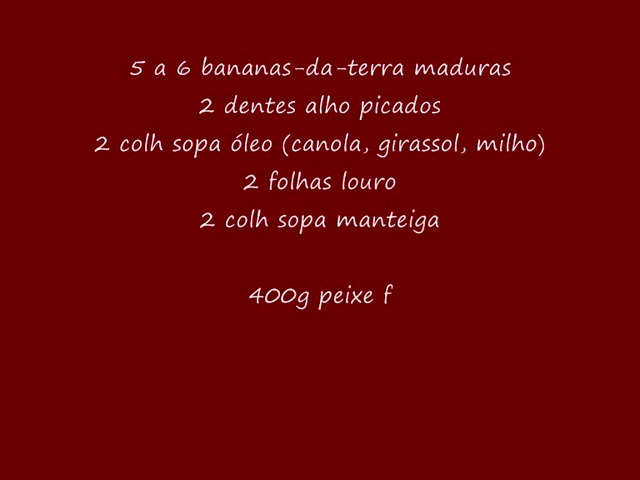 5 a 6 bananas-da-terra maduras
2 dentes alho picados
2 colh sopa óleo (canola, girassol, milho)
2 folhas louro
2 colh sopa manteiga
400g peixe f